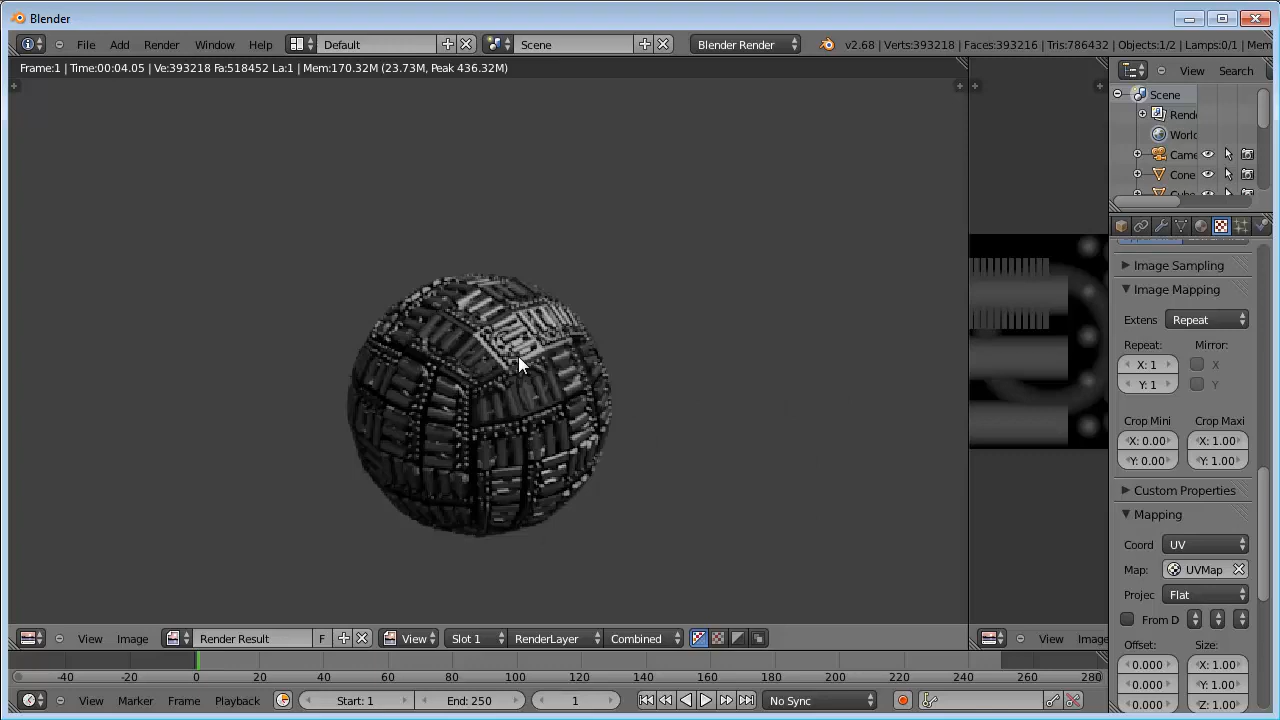 Blender
File Add Render Window Help Default Scene Blender Render v2.68 | Verts:393218 | Faces:393216 | Tris:786432 | Objects:1/2 | Lamps:0/1 | Mem
Frame:1 | Time:00:04.05 | Ve:393218 Fa:518452 La:1 | Mem:170.32M (23.73M, Peak 436.32M)
View Search
Scene
Rende
World
Came
Cone
Cube
Image Sampling
Image Mapping
Extens Repeat
Repeat: Mirror:
X: 1 X
Y: 1 Y
Crop Mini Crop Maxi
X: 0.00 X: 1.00
Y: 0.00 Y: 1.00
Custom Properties
Mapping
Coord UV
Map: UVMap
Projec Flat
From D
Offset: Size:
0.000 X: 1.00
0.000 Y: 1.00
0.000 Z: 1.00
View Image Render Result F View Slot 1 RenderLayer Combined
View Image
-40 -20 0 20 40 60 80 100 120 140 160 180 200 220 240 260 280
View Marker Frame Playback Start: 1 End: 250 1 No Sync